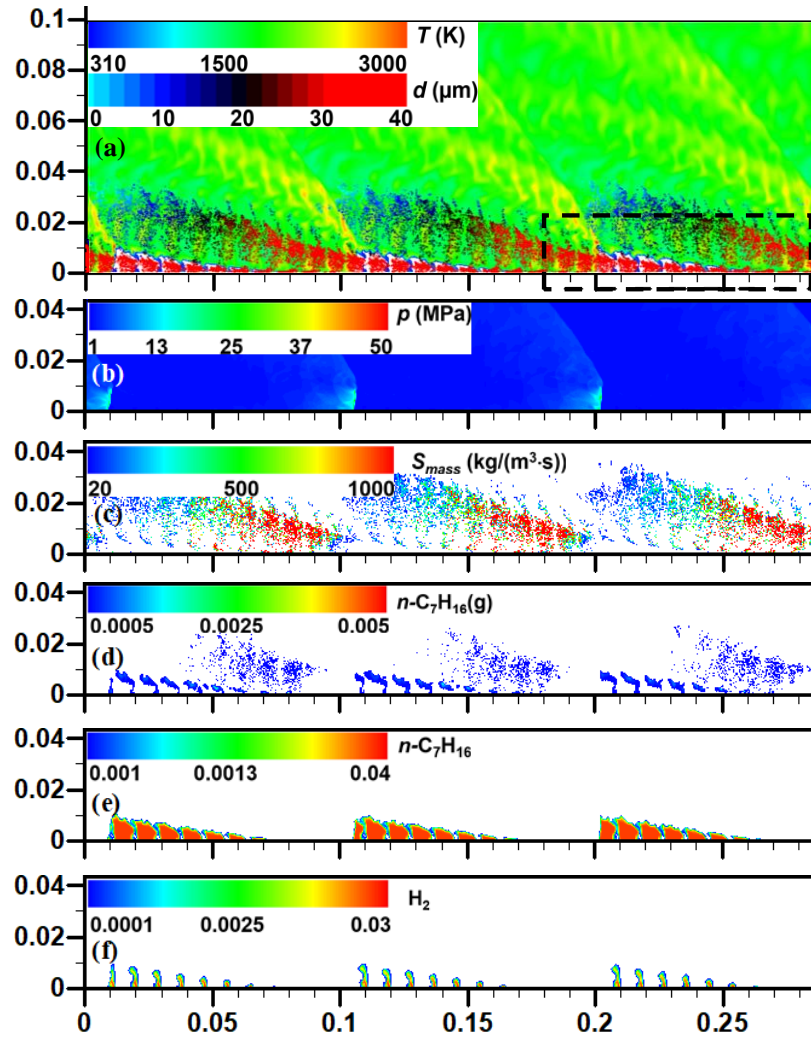 0.1
T (K)
310 1500 3000
0.08
d (μm)
0 10 20 30 40
0.06
(a)
0.04
0.02
0
0.04
p (MPa)
1 13 25 37 50
0.02
(b)
0
0.04
S_mass (kg/(m³·s))
20 500 1000
0.02
(c)
0
0.04
n-C₇H₁₆(g)
0.0005 0.0025 0.005
0.02
(d)
0
0.04
n-C₇H₁₆
0.001 0.0013 0.04
0.02
(e)
0
0.04
H₂
0.0001 0.0025 0.03
0.02
(f)
0
0 0.05 0.1 0.15 0.2 0.25